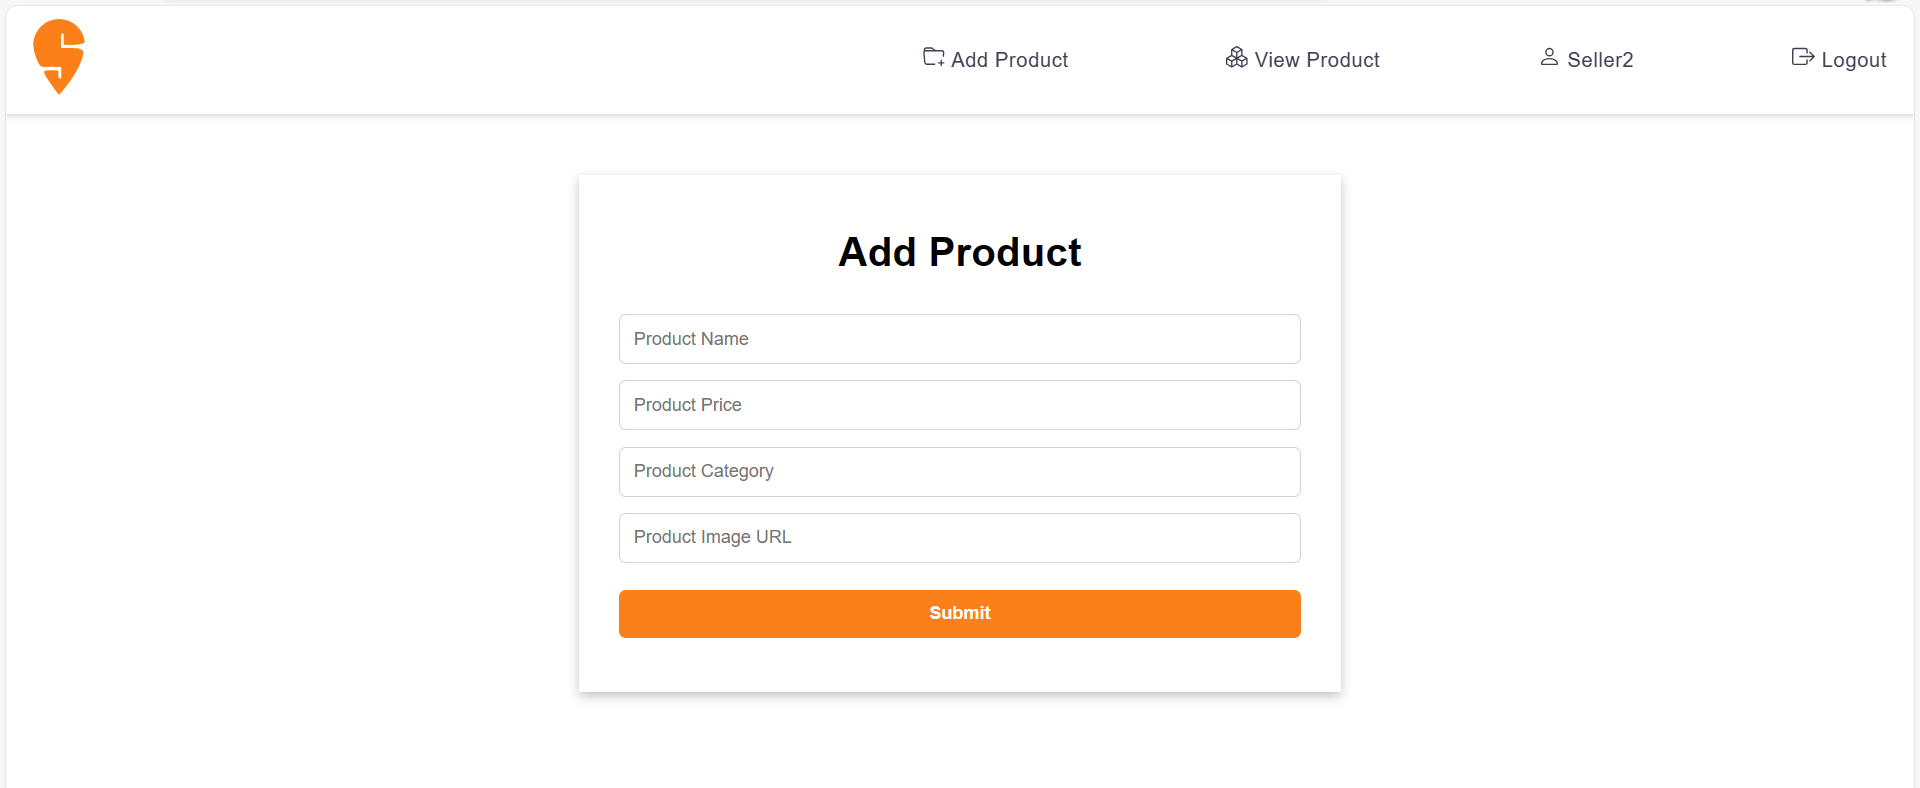 Add Product View Product Seller2 Logout
Add Product
Product Name
Product Price
Product Category
Product Image URL
Submit